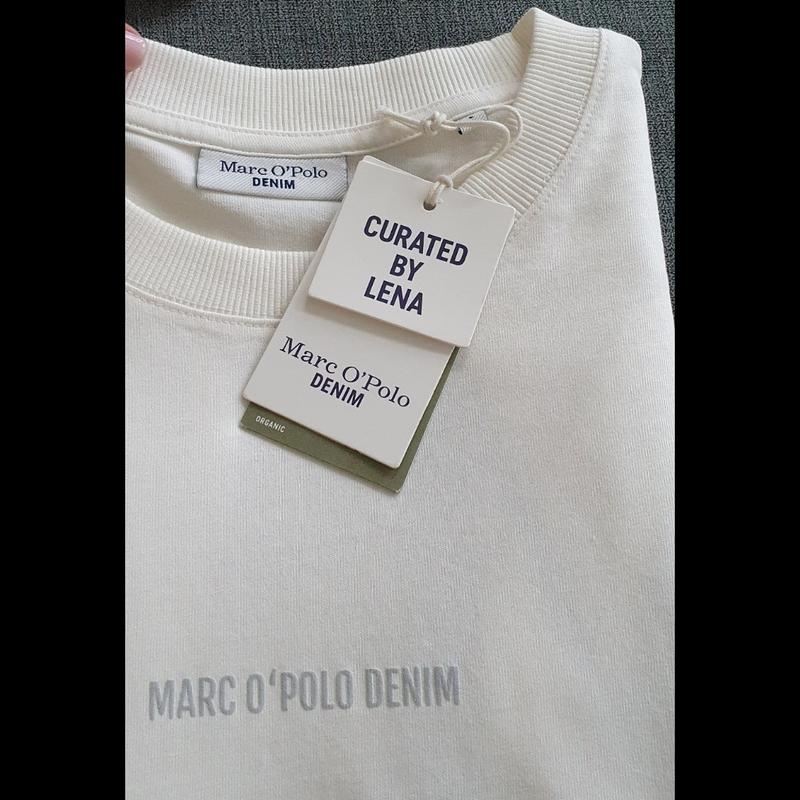 Marc O'Polo
DENIM
CURATED
BY
LENA
Marc O'Polo
DENIM
ORGANIC
MARC O‘POLO DENIM